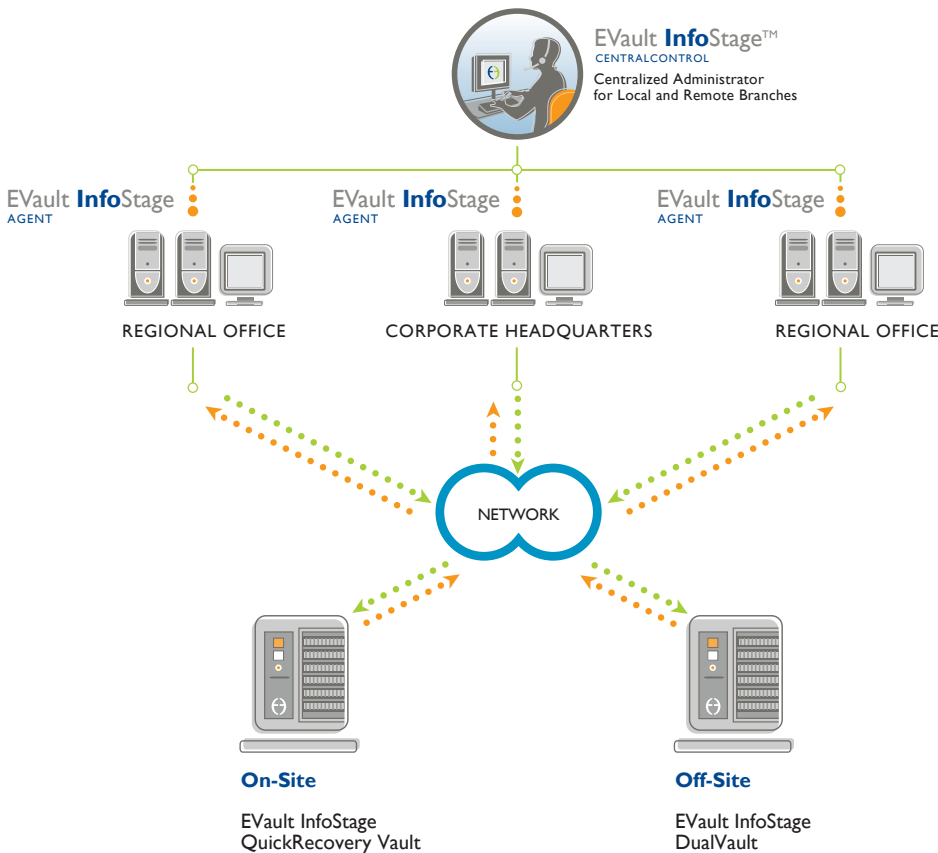 EVault InfoStage™
CENTRALCONTROL
Centralized Administrator
for Local and Remote Branches
EVault InfoStage
AGENT
EVault InfoStage
AGENT
EVault InfoStage
AGENT
REGIONAL OFFICE
CORPORATE HEADQUARTERS
REGIONAL OFFICE
NETWORK
On-Site
EVault InfoStage
QuickRecovery Vault
Off-Site
EVault InfoStage
DualVault